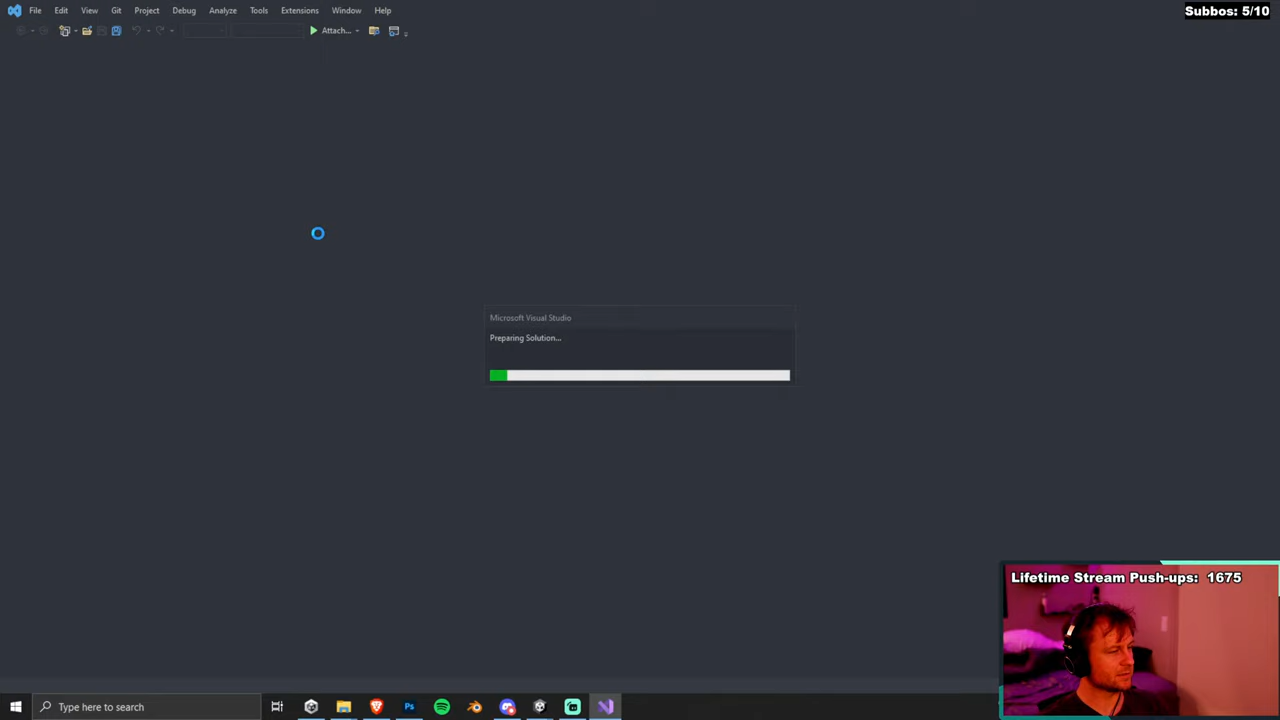 File Edit View Git Project Debug Analyze Tools Extensions Window Help
Subbos: 5/10
Attach...
Microsoft Visual Studio
Preparing Solution...
Lifetime Stream Push-ups: 1675
Type here to search
Ps